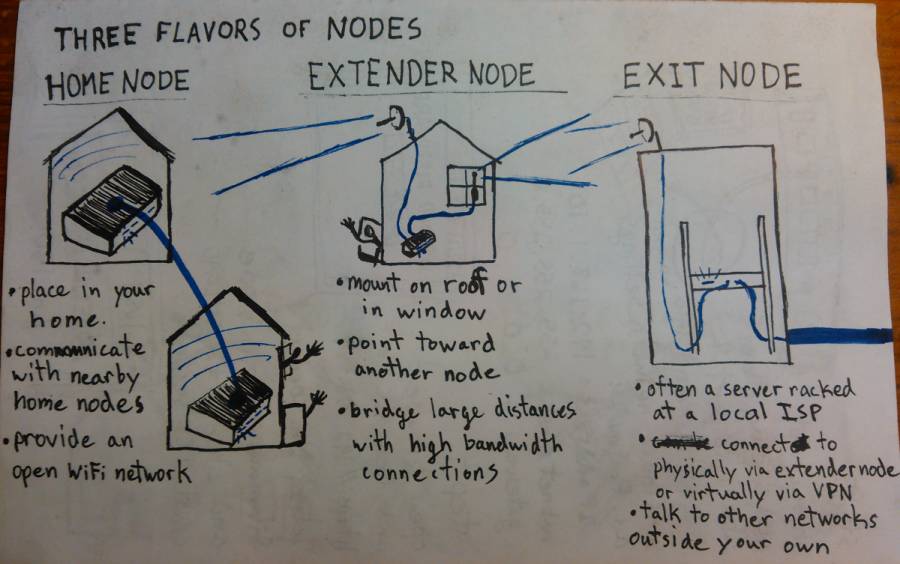 THREE FLAVORS OF NODES
HOME NODE
• place in your
home.
• communicate
with nearby
home nodes
• provide an
open WiFi network
EXTENDER NODE
• mount on roof or
in window
• point toward
another node
• bridge large distances
with high bandwidth
connections
EXIT NODE
• often a server racked
at a local ISP
• connect to
physically via extender node
or virtually via VPN
• talk to other networks
outside your own